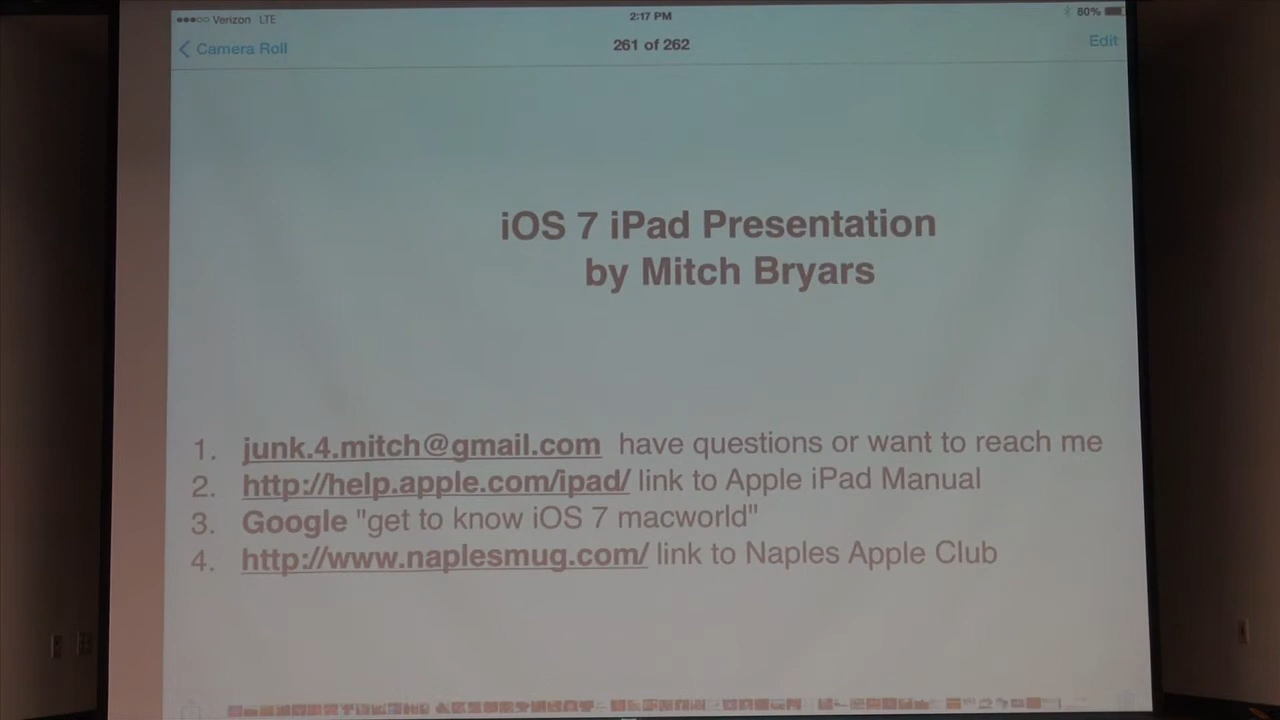 ●●●○○ Verizon LTE 2:17 PM 80%
Camera Roll 261 of 262 Edit
iOS 7 iPad Presentation
by Mitch Bryars
1. junk.4.mitch@gmail.com have questions or want to reach me
2. http://help.apple.com/ipad/ link to Apple iPad Manual
3. Google "get to know iOS 7 macworld"
4. http://www.naplesmug.com/ link to Naples Apple Club